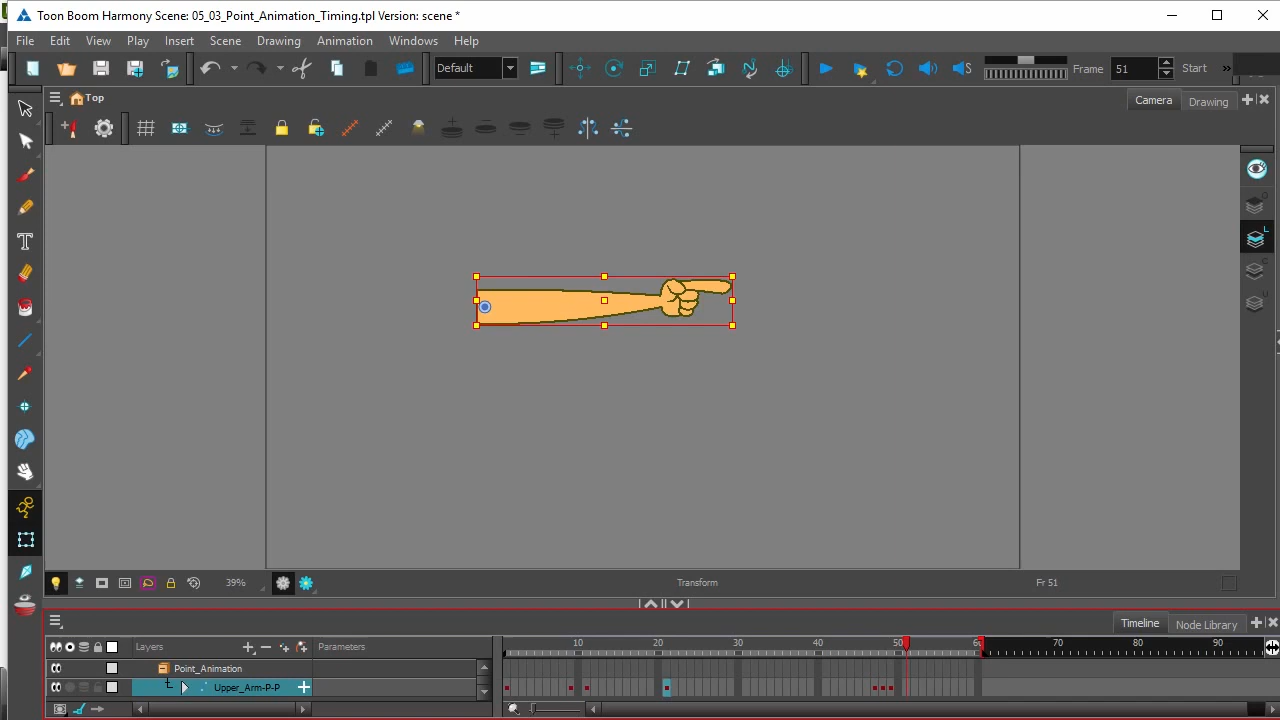 Toon Boom Harmony Scene: 05_03_Point_Animation_Timing.tpl Version: scene *
File Edit View Play Insert Scene Drawing Animation Windows Help
Default Frame 51 Start »
Top Camera Drawing
39% Transform Fr 51
Timeline Node Library
Layers Parameters 10 20 30 40 50 60 70 80 90
Point_Animation
Upper_Arm-P-P